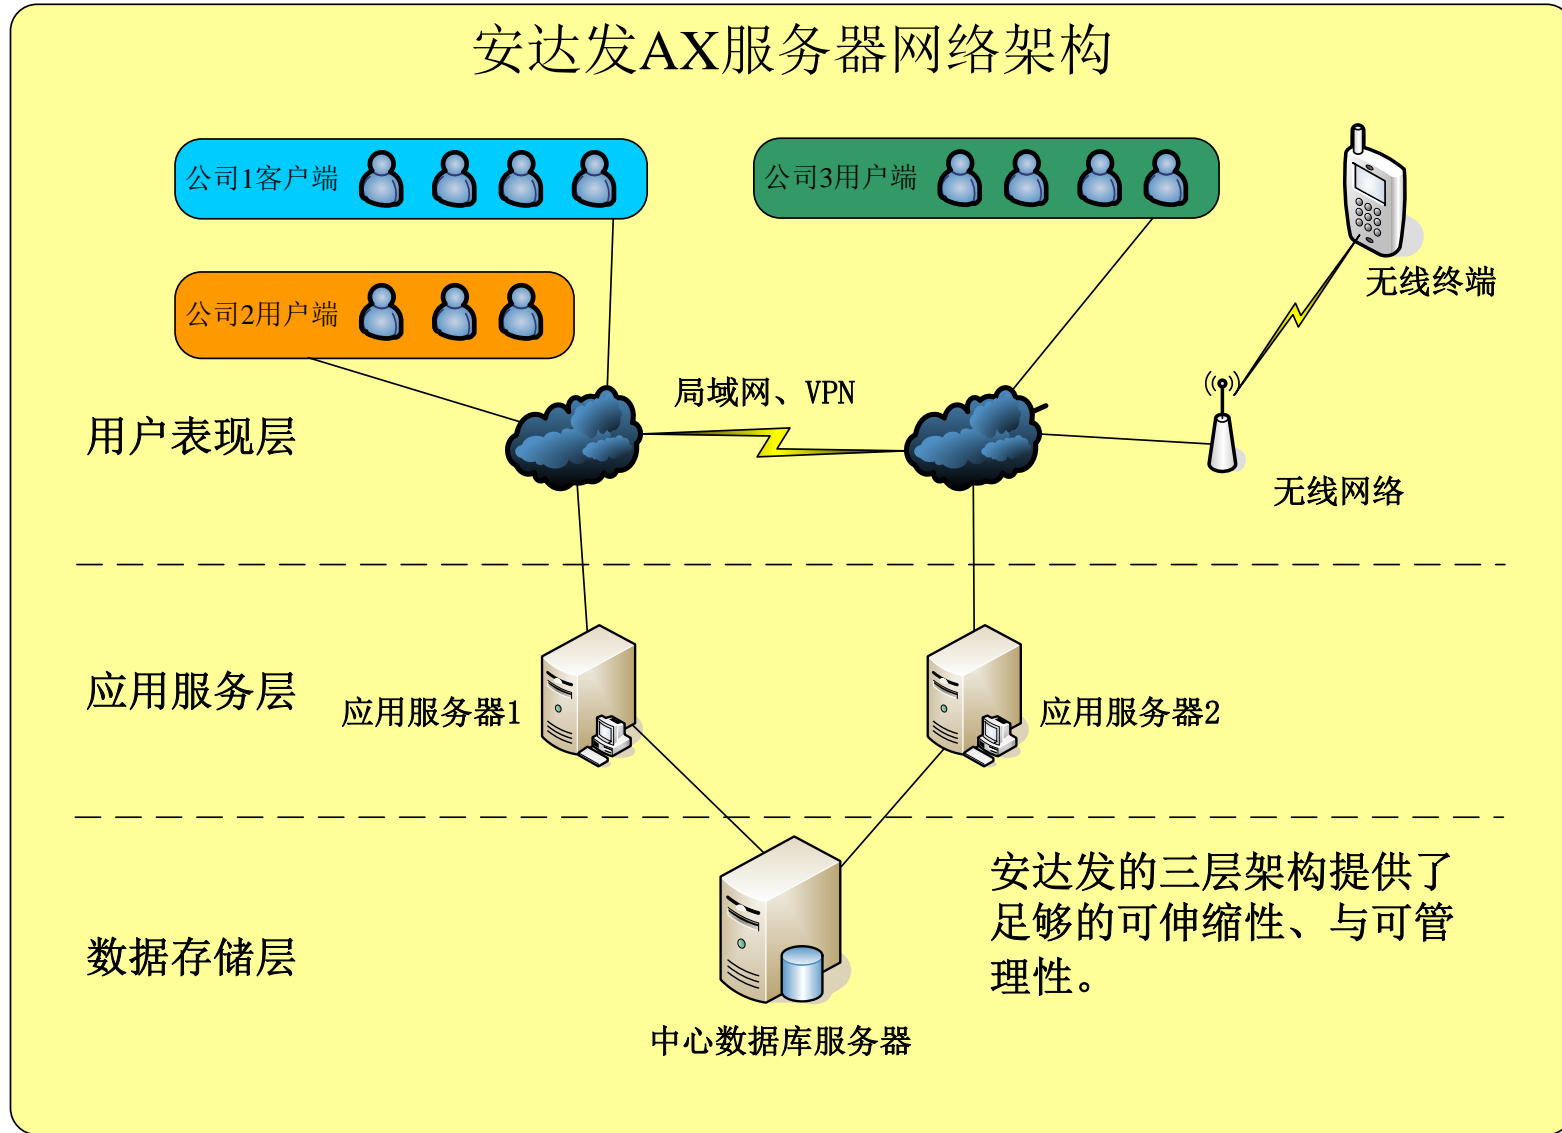 安达发AX服务器网络架构
公司1客户端
公司3用户端
无线终端
公司2用户端
局域网、VPN
用户表现层
无线网络
应用服务层
应用服务器1
应用服务器2
安达发的三层架构提供了
足够的可伸缩性、与可管
理性。
数据存储层
中心数据库服务器